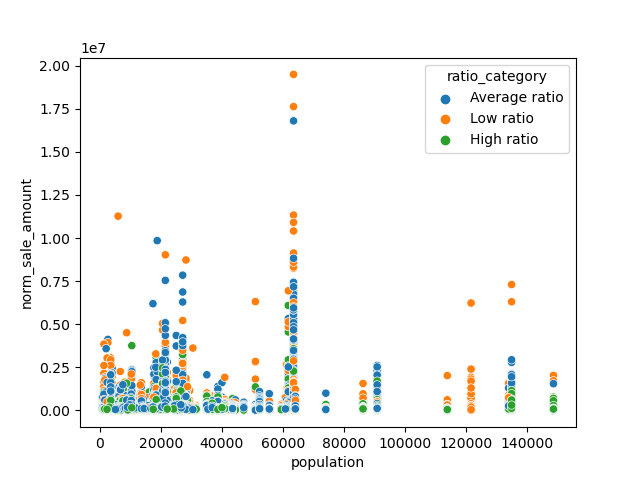 1e7
2.00
1.75
1.50
1.25
1.00
0.75
0.50
0.25
0.00
norm_sale_amount
0
20000
40000
60000
80000
100000
120000
140000
population
ratio_category
Average ratio
Low ratio
High ratio